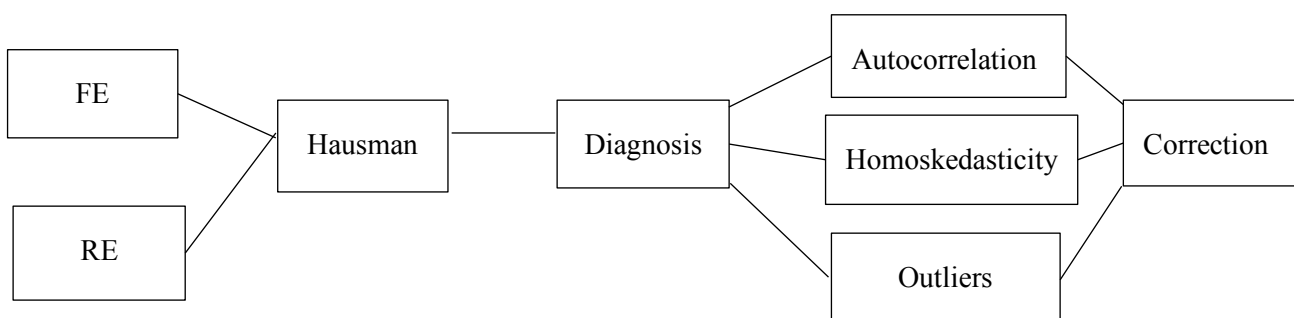 FE
RE
Hausman
Diagnosis
Autocorrelation
Homoskedasticity
Outliers
Correction